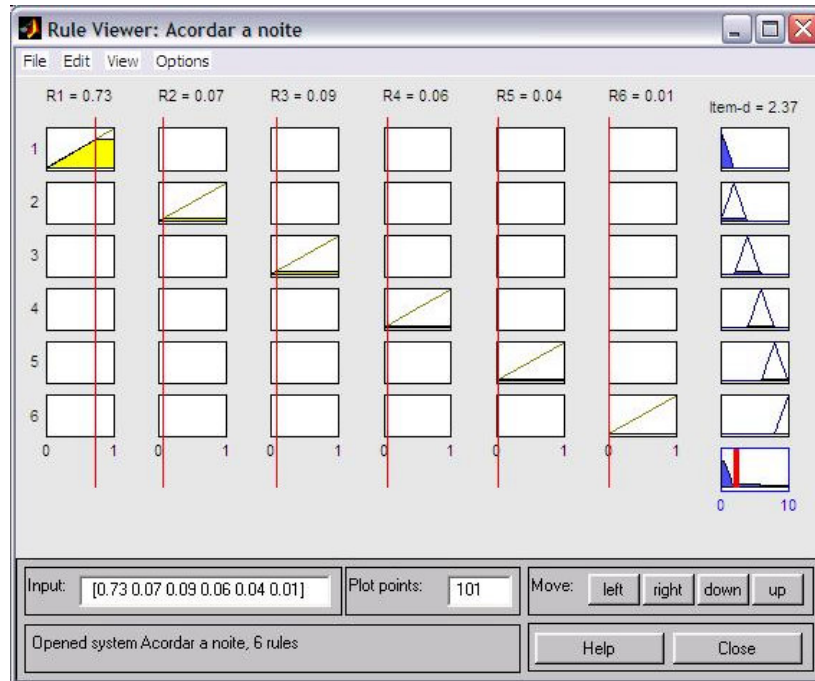 Rule Viewer: Acordar a noite
File Edit View Options
R1 = 0.73 R2 = 0.07 R3 = 0.09 R4 = 0.06 R5 = 0.04 R6 = 0.01 Item-d = 2.37
1
2
3
4
5
6
0 1 0 1 0 1 0 1 0 1 0 1
0 10
Input: [0.73 0.07 0.09 0.06 0.04 0.01] Plot points: 101 Move: left right down up
Opened system Acordar a noite, 6 rules Help Close